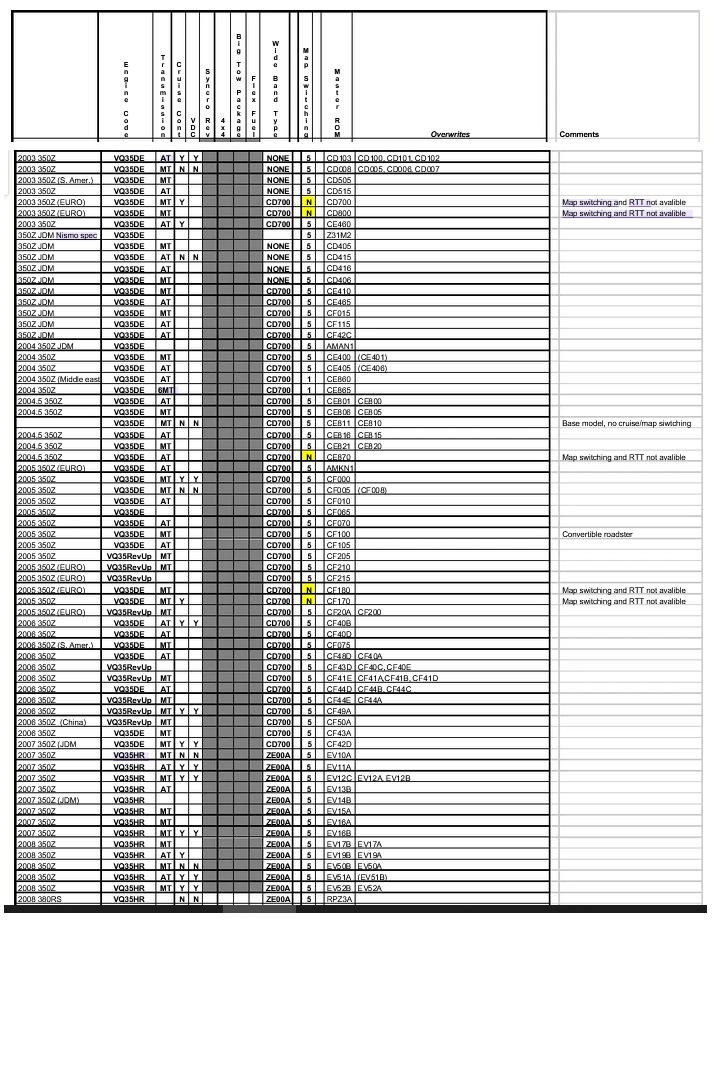 Engine Code Transmission Cruise Cont VDC Syncro Rev 4x4 Big Tow Package Flex Fuel Wide Band Type Map Switching Master ROM Overwrites Comments
2003 350Z VQ35DE AT Y Y NONE 5 CD103 CD100, CD101, CD102
2003 350Z VQ35DE MT N N NONE 5 CD008 CD005, CD006, CD007
2003 350Z (S. Amer.) VQ35DE MT NONE 5 CD505
2003 350Z VQ35DE AT NONE 5 CD515
2003 350Z (EURO) VQ35DE MT Y CD700 N CD700 Map switching and RTT not avalible
2003 350Z (EURO) VQ35DE MT CD700 N CD800 Map switching and RTT not avalible
2003 350Z VQ35DE AT Y CD700 5 CE460
350Z JDM Nismo spec VQ35DE 5 Z31M2
350Z JDM VQ35DE MT NONE 5 CD405
350Z JDM VQ35DE AT N N NONE 5 CD415
350Z JDM VQ35DE AT NONE 5 CD416
350Z JDM VQ35DE MT NONE 5 CD406
350Z JDM VQ35DE MT CD700 5 CE410
350Z JDM VQ35DE AT CD700 5 CE465
350Z JDM VQ35DE MT CD700 5 CF015
350Z JDM VQ35DE AT CD700 5 CF115
350Z JDM VQ35DE AT CD700 5 CF42C
2004 350Z JDM VQ35DE CD700 5 AMAN1
2004 350Z VQ35DE MT CD700 5 CE400 (CE401)
2004 350Z VQ35DE AT CD700 5 CE405 (CE406)
2004 350Z (Middle east VQ35DE AT CD700 1 CE860
2004 350Z VQ35DE 6MT CD700 1 CE865
2004.5 350Z VQ35DE AT CD700 5 CE801 CE800
2004.5 350Z VQ35DE MT CD700 5 CE806 CE805
VQ35DE MT N N CD700 5 CE811 CE810 Base model, no cruise/map siwtching
2004.5 350Z VQ35DE AT CD700 5 CE816 CE815
2004.5 350Z VQ35DE MT CD700 5 CE821 CE820
2004.5 350Z VQ35DE AT CD700 N CE870 Map switching and RTT not avalible
2005 350Z (EURO) VQ35DE AT CD700 5 AMKN1
2005 350Z VQ35DE MT Y Y CD700 5 CF000
2005 350Z VQ35DE MT N N CD700 5 CF005 (CF008)
2005 350Z VQ35DE AT CD700 5 CF010
2005 350Z VQ35DE CD700 5 CF065
2005 350Z VQ35DE AT CD700 5 CF070
2005 350Z VQ35DE MT CD700 5 CF100 Convertible roadster
2005 350Z VQ35DE AT CD700 5 CF105
2005 350Z VQ35RevUp MT CD700 5 CF205
2005 350Z (EURO) VQ35RevUp MT CD700 5 CF210
2005 350Z (EURO) VQ35RevUp CD700 5 CF215
2005 350Z (EURO) VQ35DE MT CD700 N CF180 Map switching and RTT not avalible
2005 350Z VQ35DE MT Y CD700 N CF170 Map switching and RTT not avalible
2005 350Z (EURO) VQ35RevUp MT CD700 5 CF20A CF200
2006 350Z VQ35DE AT Y Y CD700 5 CF40B
2006 350Z VQ35DE AT CD700 5 CF40D
2006 350Z (S. Amer.) VQ35DE MT CD700 5 CF075
2006 350Z VQ35DE AT CD700 5 CF48D CF40A
2006 350Z VQ35RevUp CD700 5 CF43D CF40C, CF40E
2006 350Z VQ35RevUp MT CD700 5 CF41E CF41A,CF41B, CF41D
2006 350Z VQ35DE AT CD700 5 CF44D CF44B, CF44C
2006 350Z VQ35RevUp MT CD700 5 CF44E CF44A
2006 350Z VQ35RevUp MT Y Y CD700 5 CF49A
2006 350Z (China) VQ35RevUp MT CD700 5 CF50A
2006 350Z VQ35DE MT CD700 5 CF43A
2007 350Z (JDM VQ35DE MT Y Y CD700 5 CF42D
2007 350Z VQ35HR MT N N ZE00A 5 EV10A
2007 350Z VQ35HR AT Y Y ZE00A 5 EV11A
2007 350Z VQ35HR MT Y Y ZE00A 5 EV12C EV12A, EV12B
2007 350Z VQ35HR AT ZE00A 5 EV13B
2007 350Z (JDM) VQ35HR ZE00A 5 EV14B
2007 350Z VQ35HR MT ZE00A 5 EV15A
2007 350Z VQ35HR MT ZE00A 5 EV16A
2007 350Z VQ35HR MT Y Y ZE00A 5 EV16B
2008 350Z VQ35HR MT ZE00A 5 EV17B EV17A
2008 350Z VQ35HR AT Y ZE00A 5 EV19B EV19A
2008 350Z VQ35HR MT N N ZE00A 5 EV50B EV50A
2008 350Z VQ35HR AT Y Y ZE00A 5 EV51A (EV51B)
2008 350Z VQ35HR MT Y Y ZE00A 5 EV52B EV52A
2008 380RS VQ35HR N N ZE00A 5 RPZ3A